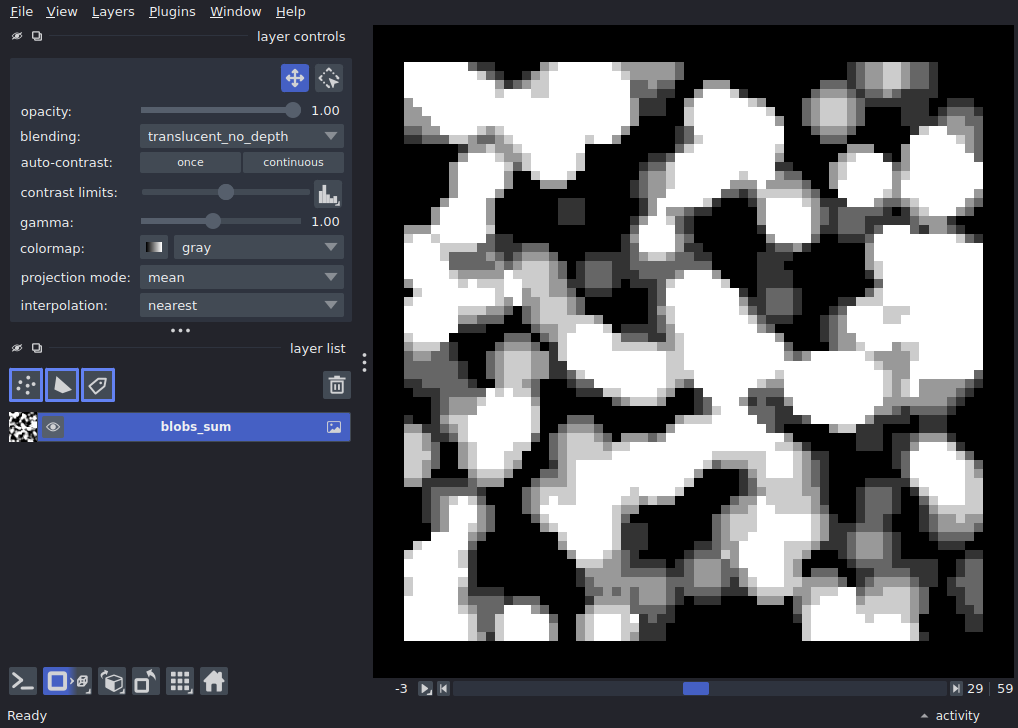 File View Layers Plugins Window Help
layer controls
opacity: 1.00
blending: translucent_no_depth
auto-contrast: once continuous
contrast limits:
gamma: 1.00
colormap: gray
projection mode: mean
interpolation: nearest
layer list
blobs_sum
-3 29 59
Ready activity